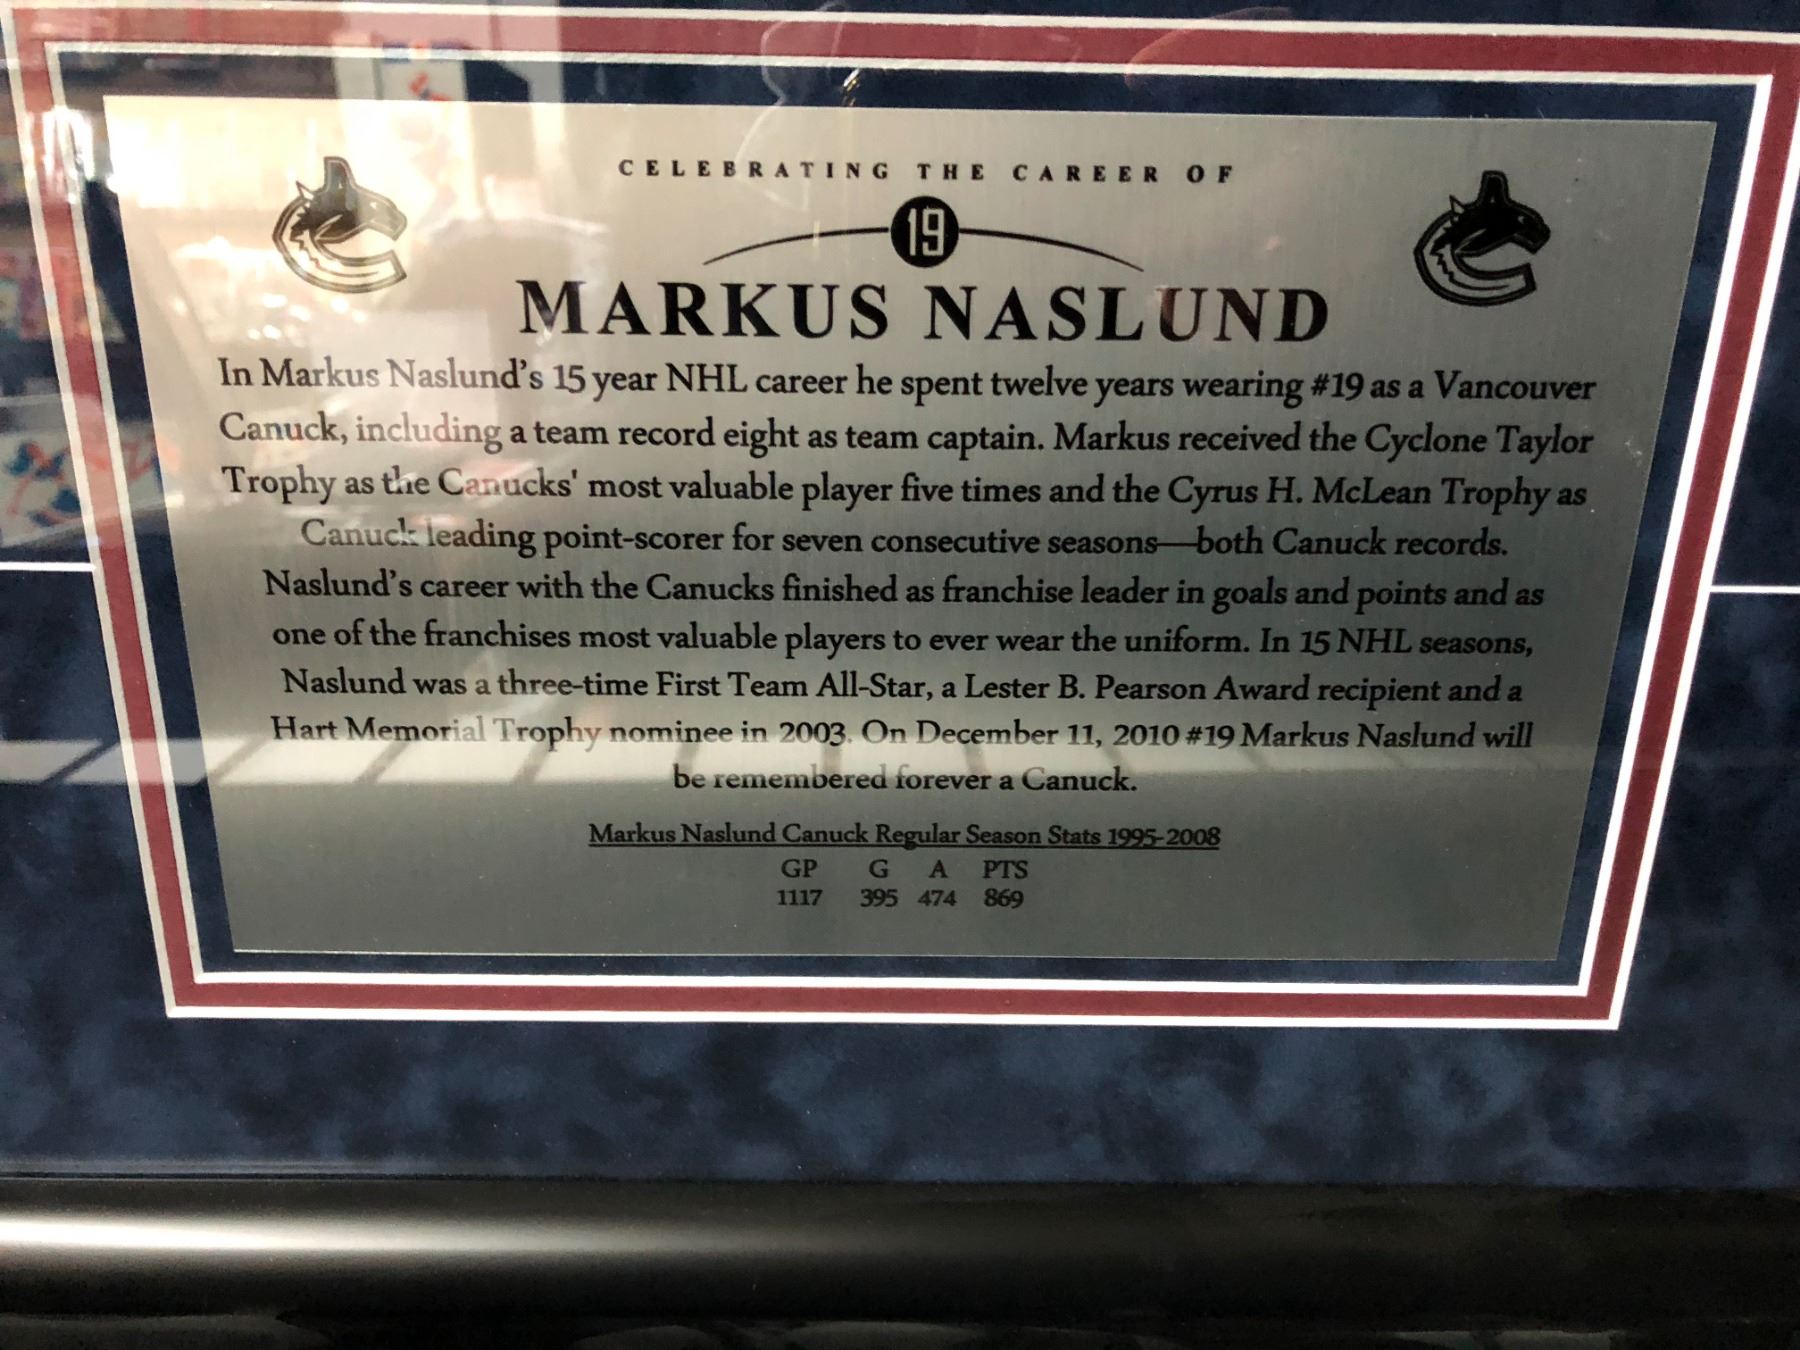 CELEBRATING THE CAREER OF
19
MARKUS NASLUND
In Markus Naslund's 15 year NHL career he spent twelve years wearing #19 as a Vancouver
Canuck, including a team record eight as team captain. Markus received the Cyclone Taylor
Trophy as the Canucks' most valuable player five times and the Cyrus H. McLean Trophy as
Canuck leading point-scorer for seven consecutive seasons—both Canuck records.
Naslund's career with the Canucks finished as franchise leader in goals and points and as
one of the franchises most valuable players to ever wear the uniform. In 15 NHL seasons,
Naslund was a three-time First Team All-Star, a Lester B. Pearson Award recipient and a
Hart Memorial Trophy nominee in 2003. On December 11, 2010 #19 Markus Naslund will
be remembered forever a Canuck.
Markus Naslund Canuck Regular Season Stats 1995-2008
GP G A PTS
1117 395 474 869